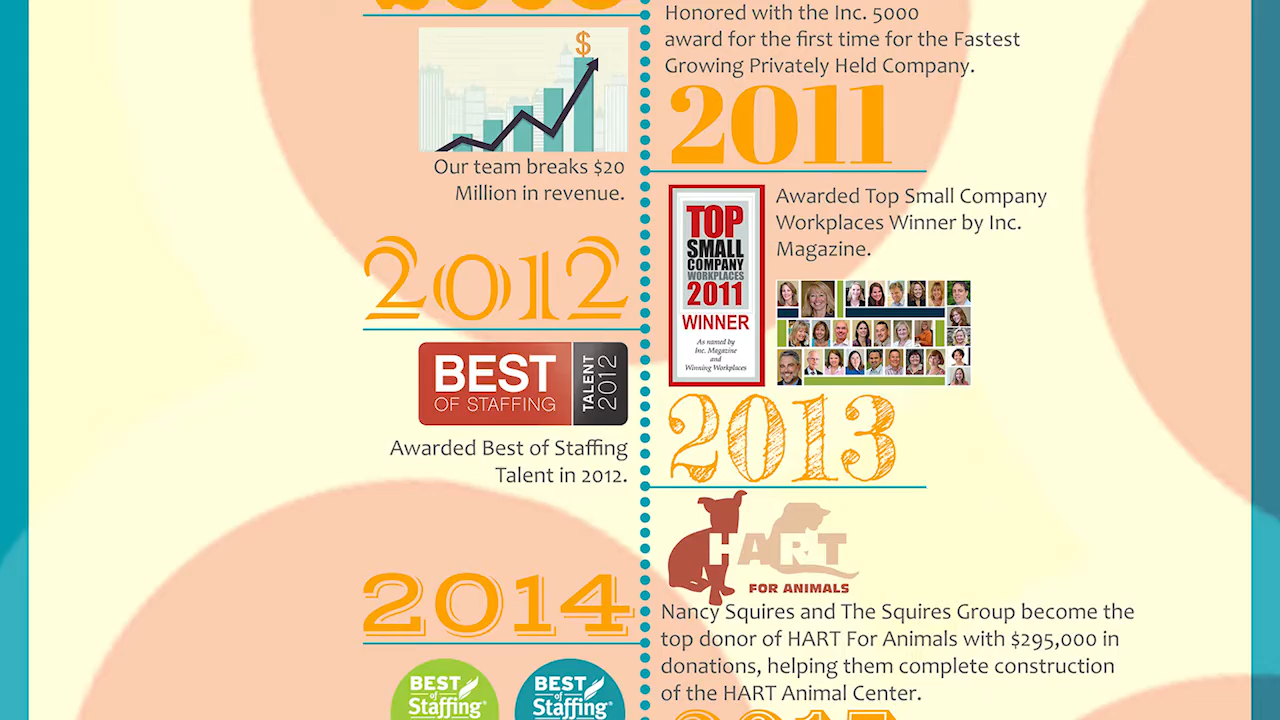 Honored with the Inc. 5000
award for the first time for the Fastest
Growing Privately Held Company.
$
Our team breaks $20
Million in revenue.
2011
TOP
SMALL
COMPANY
WORKPLACES
2011
WINNER
As named by
Inc. Magazine
and
Winning Workplaces
Awarded Top Small Company
Workplaces Winner by Inc.
Magazine.
2012
BEST
OF STAFFING
TALENT
2012
Awarded Best of Staffing
Talent in 2012.
2013
HART
FOR ANIMALS
Nancy Squires and The Squires Group become the
top donor of HART For Animals with $295,000 in
donations, helping them complete construction
of the HART Animal Center.
2014
BEST
of
Staffing®
BEST
of
Staffing®